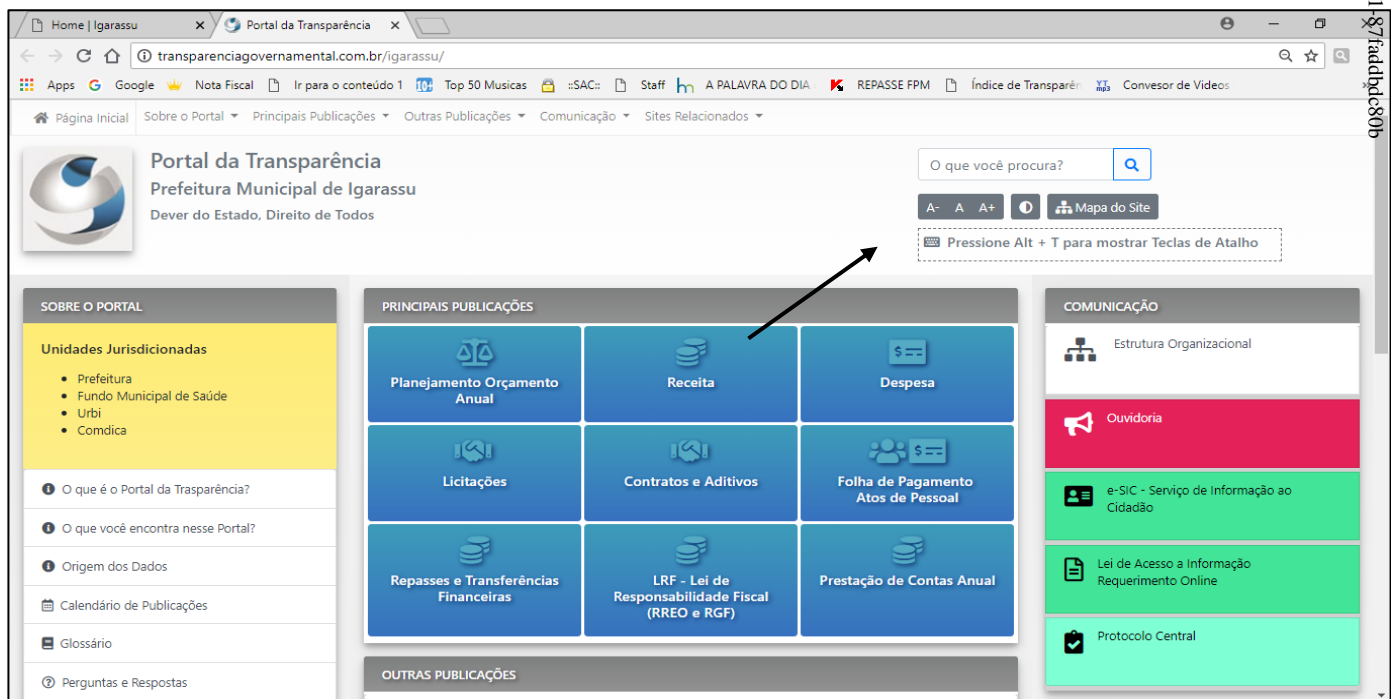 Home | Igarassu
Portal da Transparência
transparenciagovernamental.com.br/igarassu/
Apps Google Nota Fiscal Ir para o conteúdo 1 Top 50 Musicas ::SAC:: Staff A PALAVRA DO DIA REPASSE FPM Índice de Transparên Convesor de Videos
Página Inicial Sobre o Portal Principais Publicações Outras Publicações Comunicação Sites Relacionados
Portal da Transparência
Prefeitura Municipal de Igarassu
Dever do Estado, Direito de Todos
O que você procura?
A- A A+ Mapa do Site
Pressione Alt + T para mostrar Teclas de Atalho
SOBRE O PORTAL
Unidades Jurisdicionadas
Prefeitura
Fundo Municipal de Saúde
Urbi
Comdica
O que é o Portal da Trasparência?
O que você encontra nesse Portal?
Origem dos Dados
Calendário de Publicações
Glossário
Perguntas e Respostas
PRINCIPAIS PUBLICAÇÕES
Planejamento Orçamento
Anual
Receita
Despesa
Licitações
Contratos e Aditivos
Folha de Pagamento
Atos de Pessoal
Repasses e Transferências
Financeiras
LRF - Lei de
Responsabilidade Fiscal
(RREO e RGF)
Prestação de Contas Anual
OUTRAS PUBLICAÇÕES
COMUNICAÇÃO
Estrutura Organizacional
Ouvidoria
e-SIC - Serviço de Informação ao
Cidadão
Lei de Acesso a Informação
Requerimento Online
Protocolo Central
1-87faddbdc80b